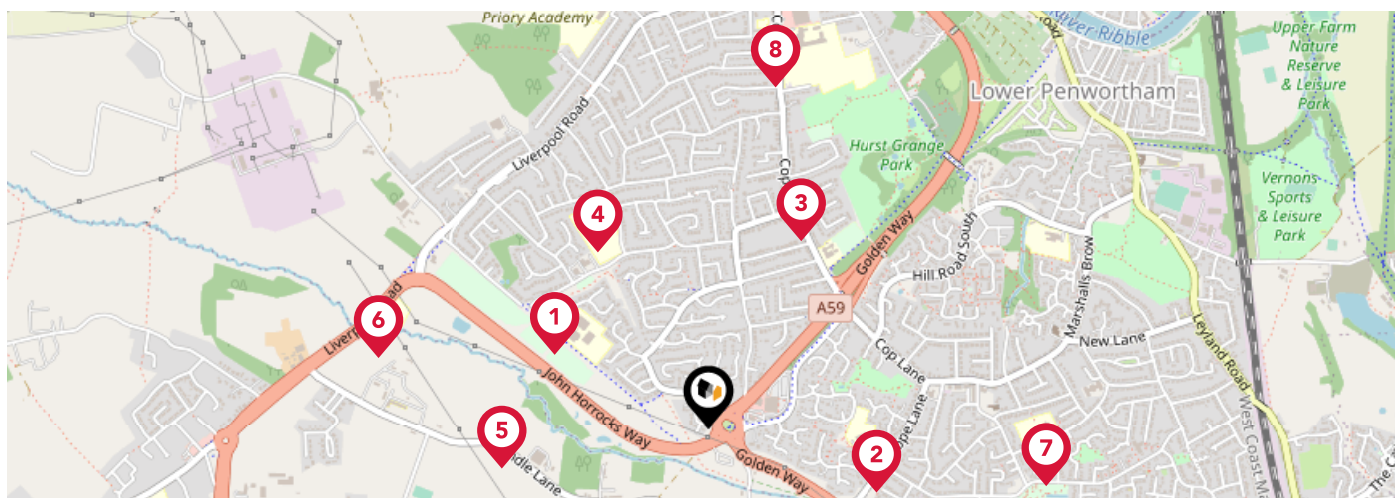 Priory Academy
8
River Ribble
Upper Farm
Nature
Reserve
& Leisure
Park
Lower Penwortham
Liverpool Road
Hurst Grange
Park
Vernons
Sports
& Leisure
Park
4
3
Golden Way
Hill Road South
Marshalls Brow
6
1
A59
New Lane
Cop Lane
Leyland Road
John Horrocks Way
5
2
7
Golden Way
West Coast